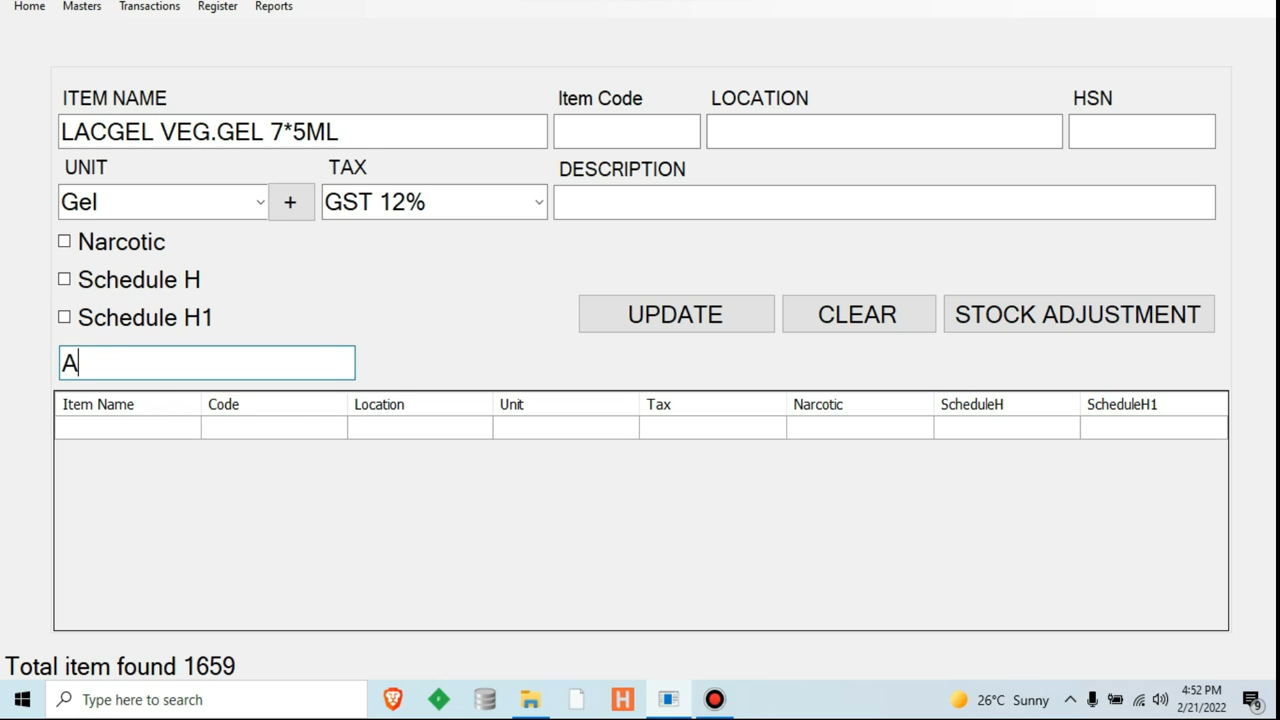 Home Masters Transactions Register Reports
ITEM NAME Item Code LOCATION HSN
LACGEL VEG.GEL 7*5ML
UNIT TAX DESCRIPTION
Gel + GST 12%
Narcotic
Schedule H
Schedule H1
UPDATE CLEAR STOCK ADJUSTMENT
A
Item Name Code Location Unit Tax Narcotic ScheduleH ScheduleH1
Total item found 1659
Type here to search
H
26°C Sunny
4:52 PM
2/21/2022
9